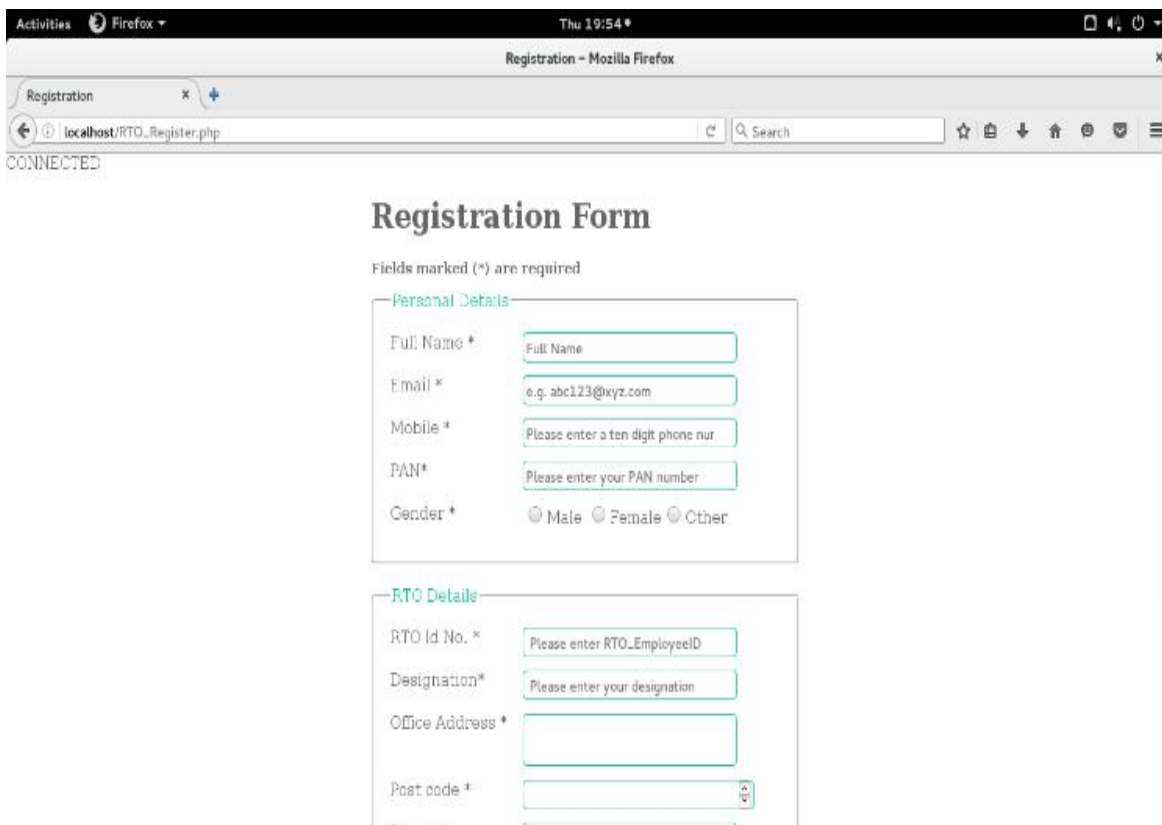 Activities Firefox Thu 19:54
Registration - Mozilla Firefox
Registration
localhost/RTO_Register.php Search
CONNECTED
Registration Form
Fields marked (*) are required
Personal Details
Full Name * Full Name
Email * e.g. abc123@xyz.com
Mobile * Please enter a ten digit phone nur
PAN* Please enter your PAN number
Gender * Male Female Other
RTO Details
RTO Id No. * Please enter RTO_EmployeeID
Designation* Please enter your designation
Office Address *
Post code *